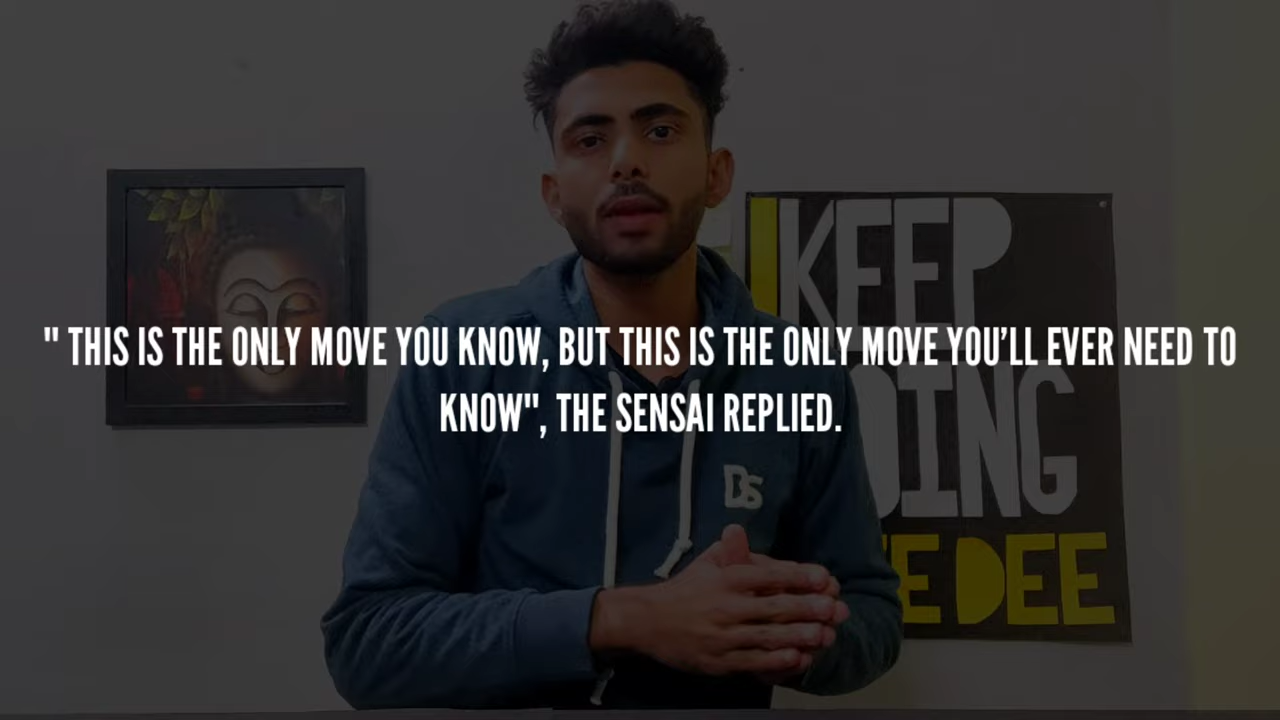 KEEP
" THIS IS THE ONLY MOVE YOU KNOW, BUT THIS IS THE ONLY MOVE YOU’LL EVER NEED TO
KNOW", THE SENSAI REPLIED.
DS
DEE